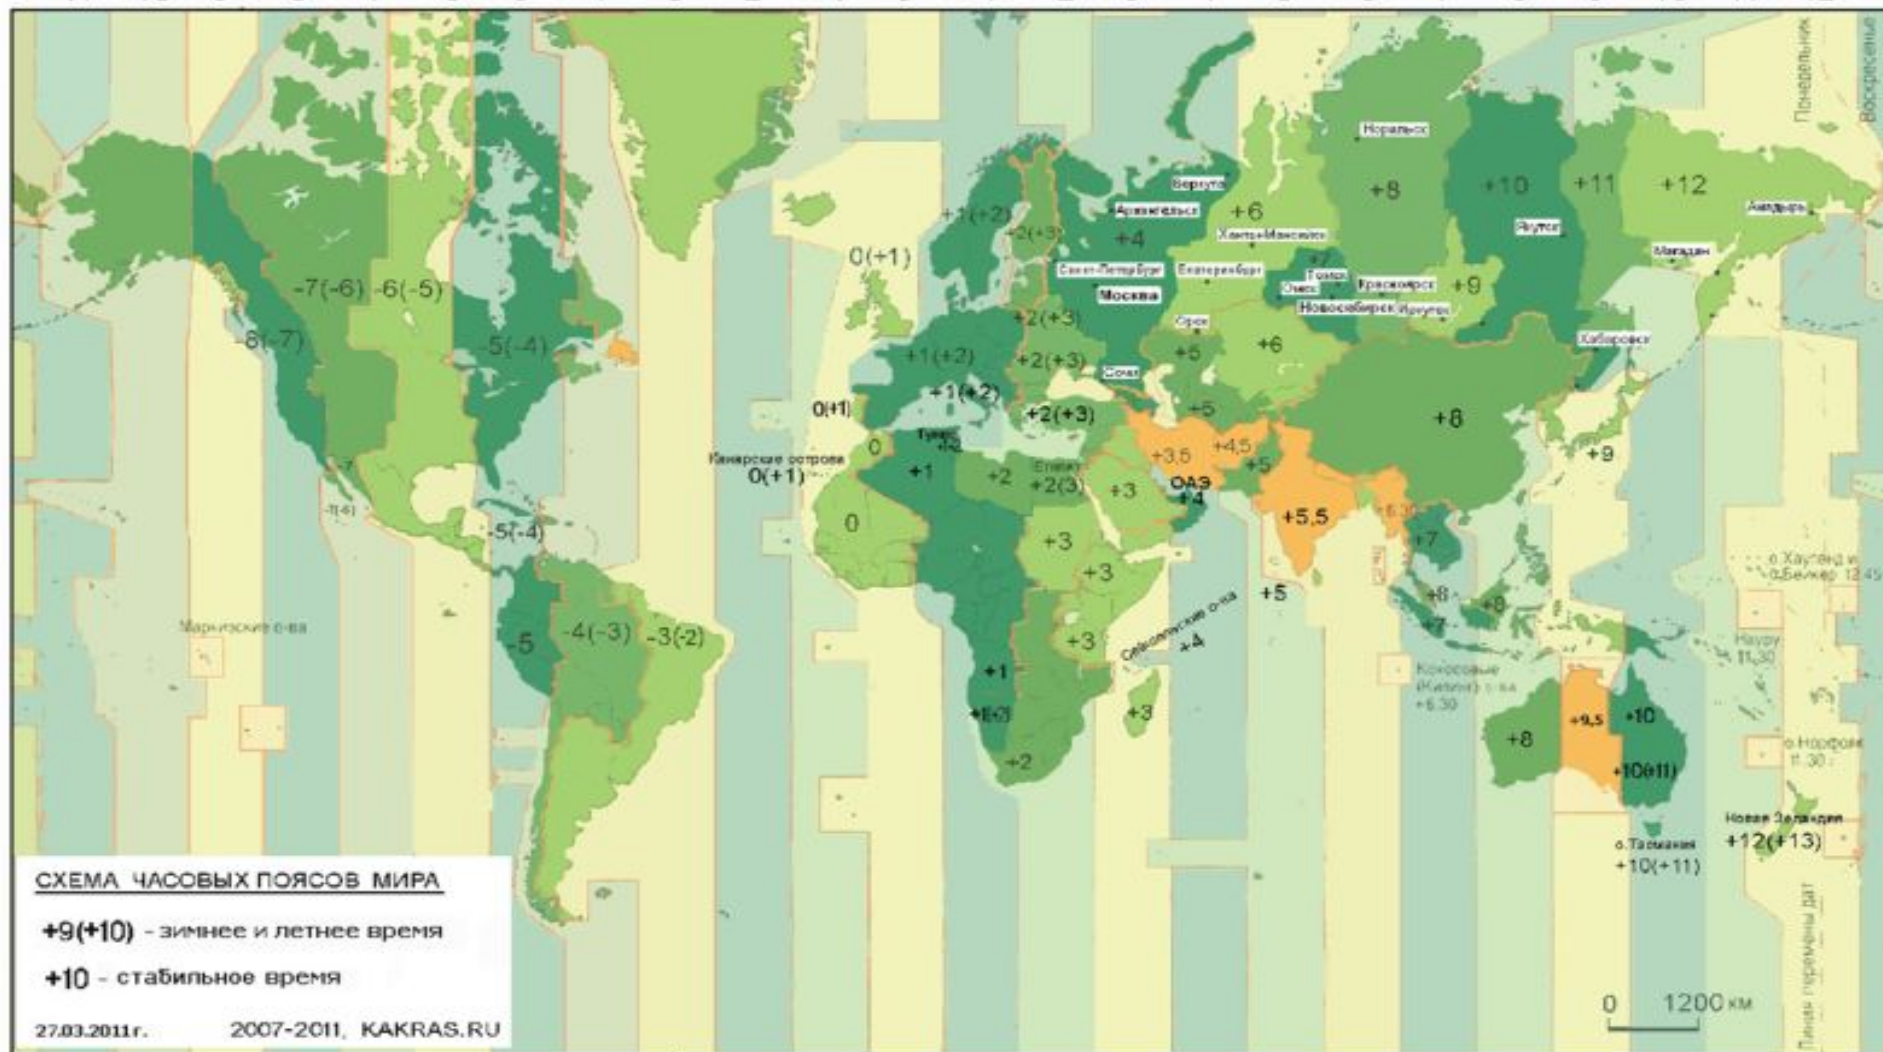 Понедельник
Воскресенье
Норильск
+8
+10
+11
+12
Воркута
Архангельск
+1(+2)
+2(+3)
+4
+6
Ханты-Мансийск
Якутск
Анадырь
Магадан
0(+1)
Санкт-Петербург
Екатеринбург
+7
Томск
Омск
Красноярск
+9
Москва
Новосибирск
Иркутск
-7(-6)
-6(-5)
-8(-7)
-5(-4)
+2(+3)
Орск
Хабаровск
+1(+2)
+2(+3)
+5
+6
Сочи
+1(+2)
0(+1)
+2(+3)
+5
+8
Тунис
0
+3,5
+4,5
+9
Канарские острова
0(+1)
-7
+1
+2
Египет
+2(3)
+3
+5
ОАЭ
+4
0
+5,5
-5(-4)
+3
+7
+3
о.Хауленд и
о.Бейкер 12.45
+5
+8
+8
Маркизские о-ва
-5
-4(-3)
-3(-2)
+3
Сейшельские о-ва
+4
+7
Науру
11.30
+1
Кокосовые
(Килинг) о-ва
+6.30
+3
+8
+9,5
+10
+2
+10(+11)
о.Норфолк
11.30
Новая Зеландия
+12(+13)
о.Тасмания
+10(+11)
СХЕМА ЧАСОВЫХ ПОЯСОВ МИРА
+9(+10) - зимнее и летнее время
+10 - стабильное время
27.03.2011г. 2007-2011, KAKRAS.RU
0 1200 км
Линия перемены дат